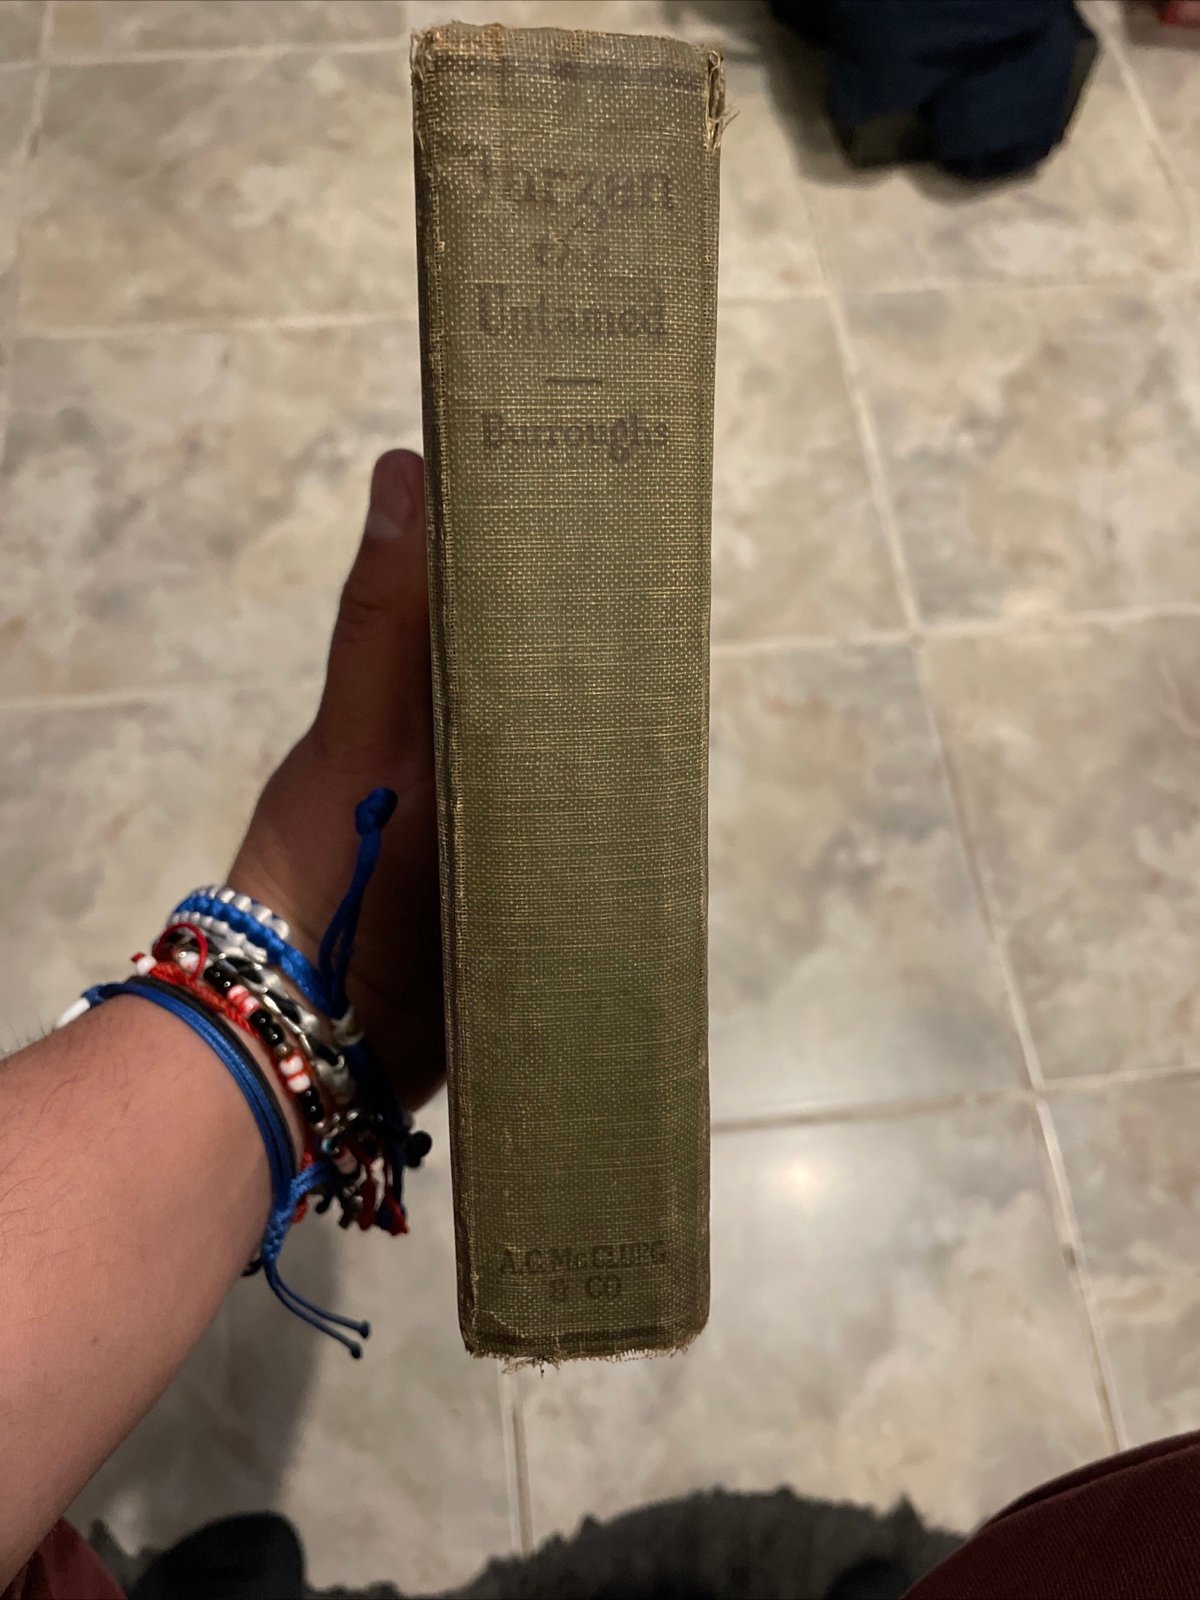 Tarzan
the
Untamed
Burroughs
A.C. McCLURG
& CO